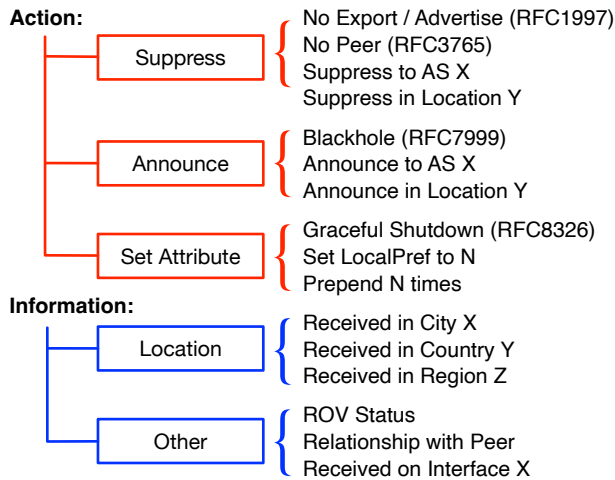 Action:
Suppress
No Export / Advertise (RFC1997)
No Peer (RFC3765)
Suppress to AS X
Suppress in Location Y
Announce
Blackhole (RFC7999)
Announce to AS X
Announce in Location Y
Set Attribute
Graceful Shutdown (RFC8326)
Set LocalPref to N
Prepend N times
Information:
Location
Received in City X
Received in Country Y
Received in Region Z
Other
ROV Status
Relationship with Peer
Received on Interface X